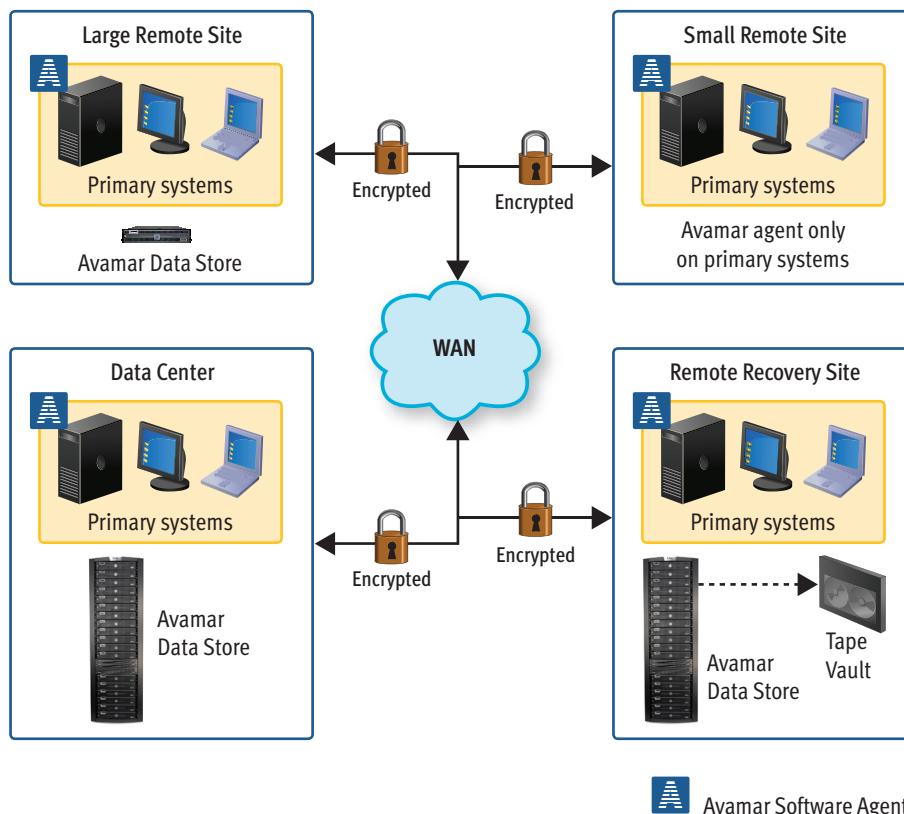 Large Remote Site
Primary systems
Avamar Data Store
Small Remote Site
Primary systems
Avamar agent only
on primary systems
Encrypted
Encrypted
WAN
Data Center
Primary systems
Avamar
Data Store
Remote Recovery Site
Primary systems
Avamar
Data Store
Tape
Vault
Encrypted
Encrypted
Avamar Software Agent